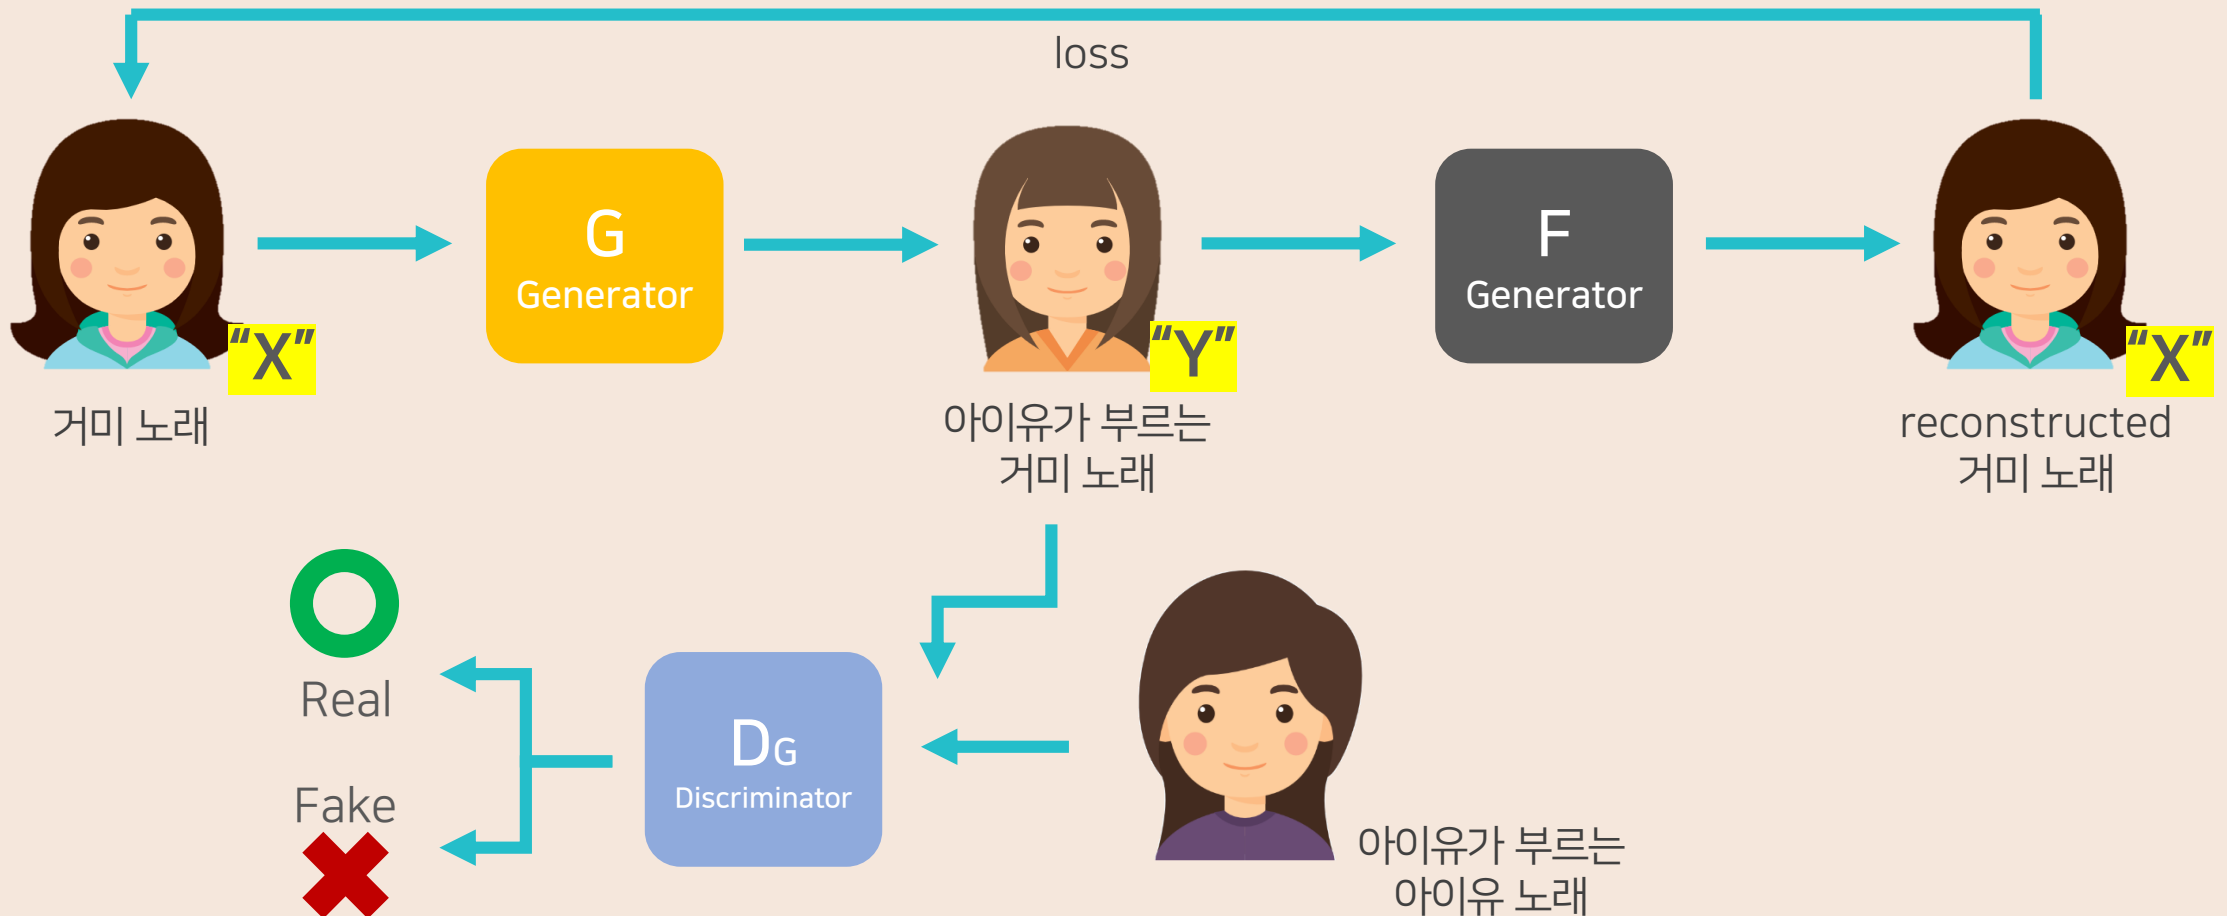 loss
G
Generator
F
Generator
“X”
“Y”
“X”
거미 노래
아이유가 부르는
거미 노래
reconstructed
거미 노래
Real
Fake
DG
Discriminator
아이유가 부르는
아이유 노래